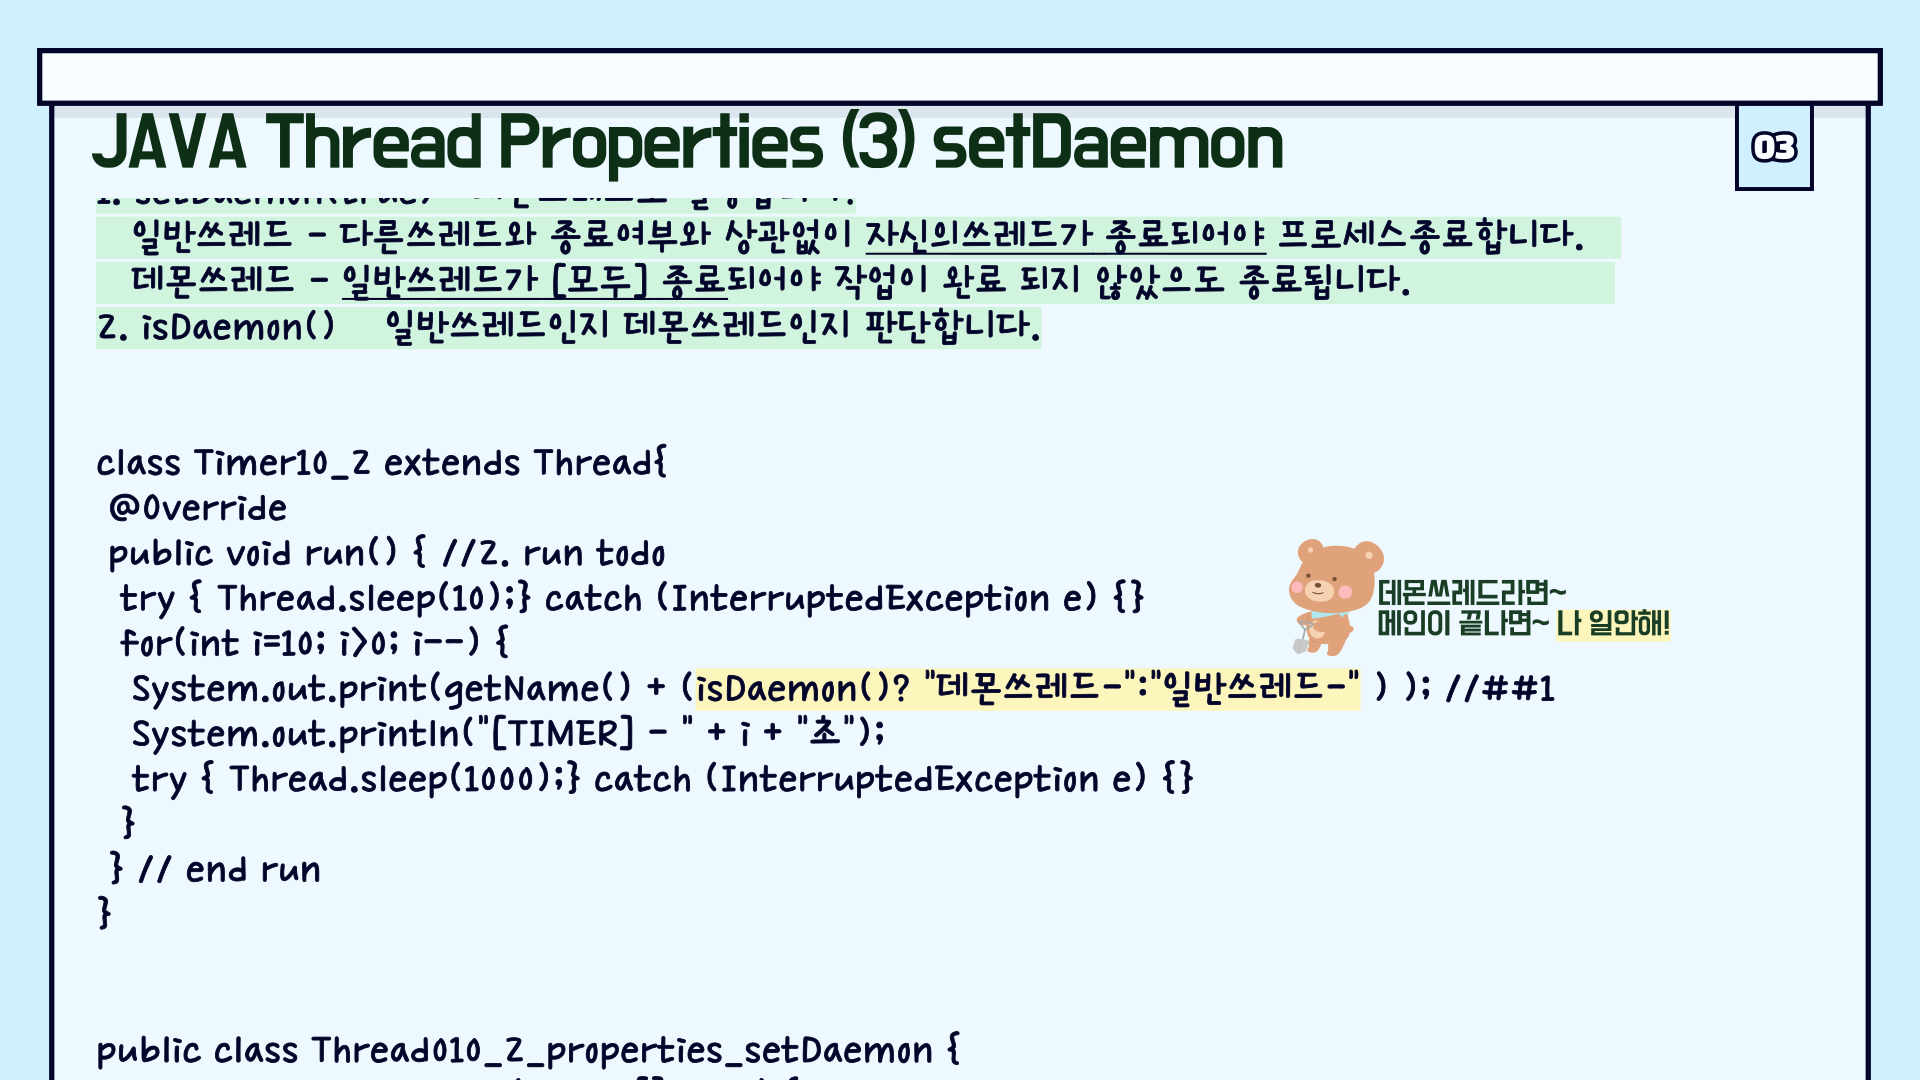 JAVA Thread Properties (3) setDaemon
03
1. setDaemon(true)
일반쓰레드 - 다른쓰레드와 종료여부와 상관없이 자신의쓰레드가 종료되어야 프로세스종료합니다.
데몬쓰레드 - 일반쓰레드가 [모두] 종료되어야 작업이 완료 되지 않았으도 종료됩니다.
2. isDaemon() 일반쓰레드인지 데몬쓰레드인지 판단합니다.
class Timer10_2 extends Thread{
@Override
public void run() { //2. run todo
try { Thread.sleep(10);} catch (InterruptedException e) {}
for(int i=10; i>0; i--) {
System.out.print(getName() + (isDaemon()? "데몬쓰레드-":"일반쓰레드-" ) ); //##1
System.out.println("[TIMER] - " + i + "초");
try { Thread.sleep(1000);} catch (InterruptedException e) {}
}
} // end run
}
데몬쓰레드라면~
메인이 끝나면~ 나 일안해!
public class Thread010_2_properties_setDaemon {